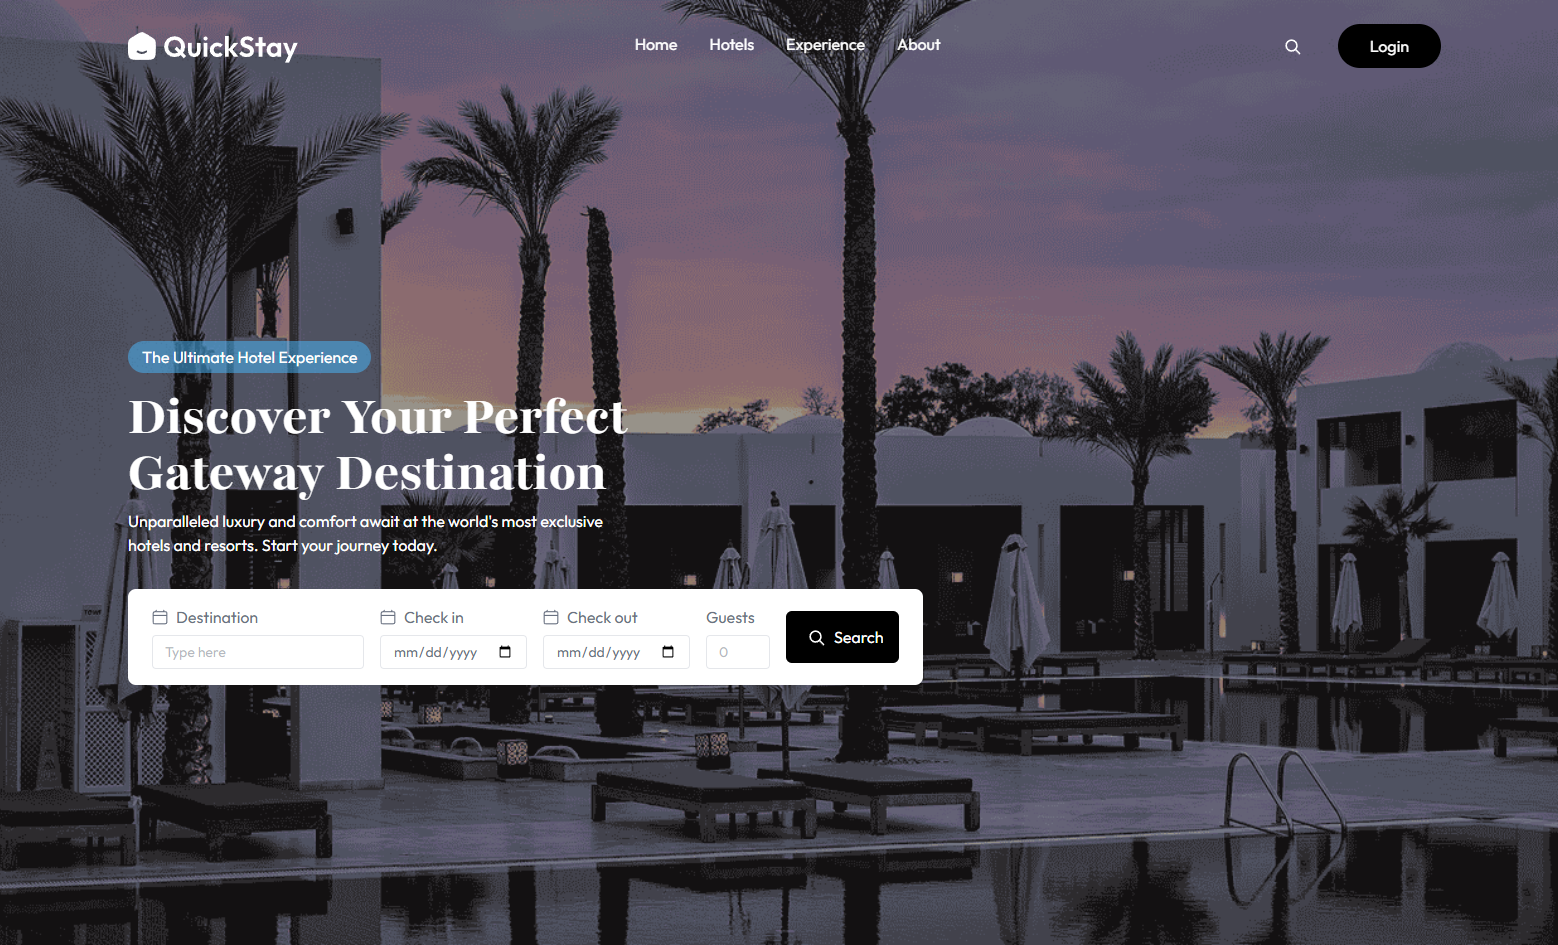 QuickStay
Home Hotels Experience About
Login
The Ultimate Hotel Experience
Discover Your Perfect
Gateway Destination
Unparalleled luxury and comfort await at the world's most exclusive
hotels and resorts. Start your journey today.
Destination Check in Check out Guests
Type here mm/dd/yyyy mm/dd/yyyy 0
Search